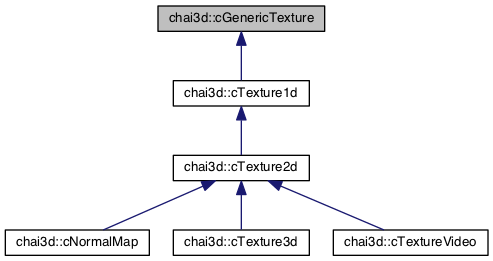 chai3d::cGenericTexture
chai3d::cTexture1d
chai3d::cTexture2d
chai3d::cNormalMap
chai3d::cTexture3d
chai3d::cTextureVideo